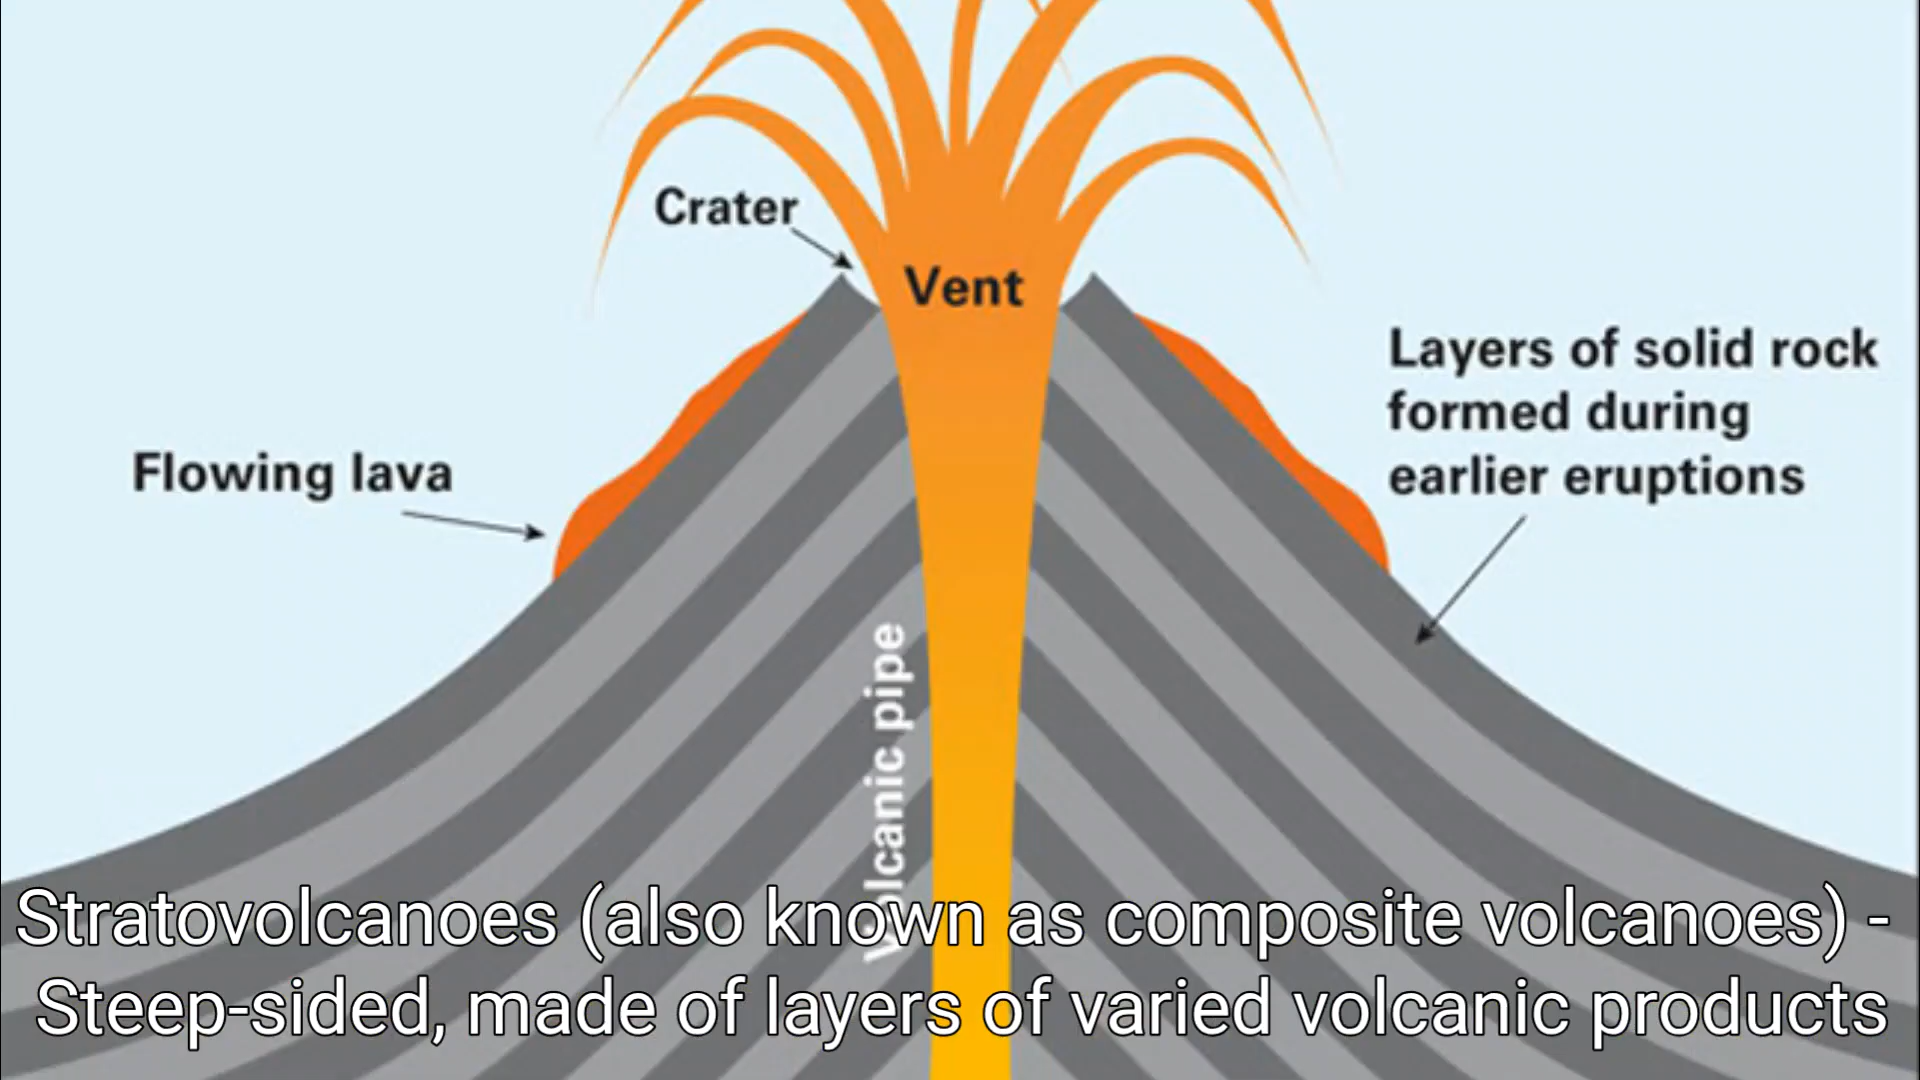 Crater
Vent
Layers of solid rock
formed during
earlier eruptions
Flowing lava
Volcanic pipe
Stratovolcanoes (also known as composite volcanoes) -
Steep-sided, made of layers of varied volcanic products